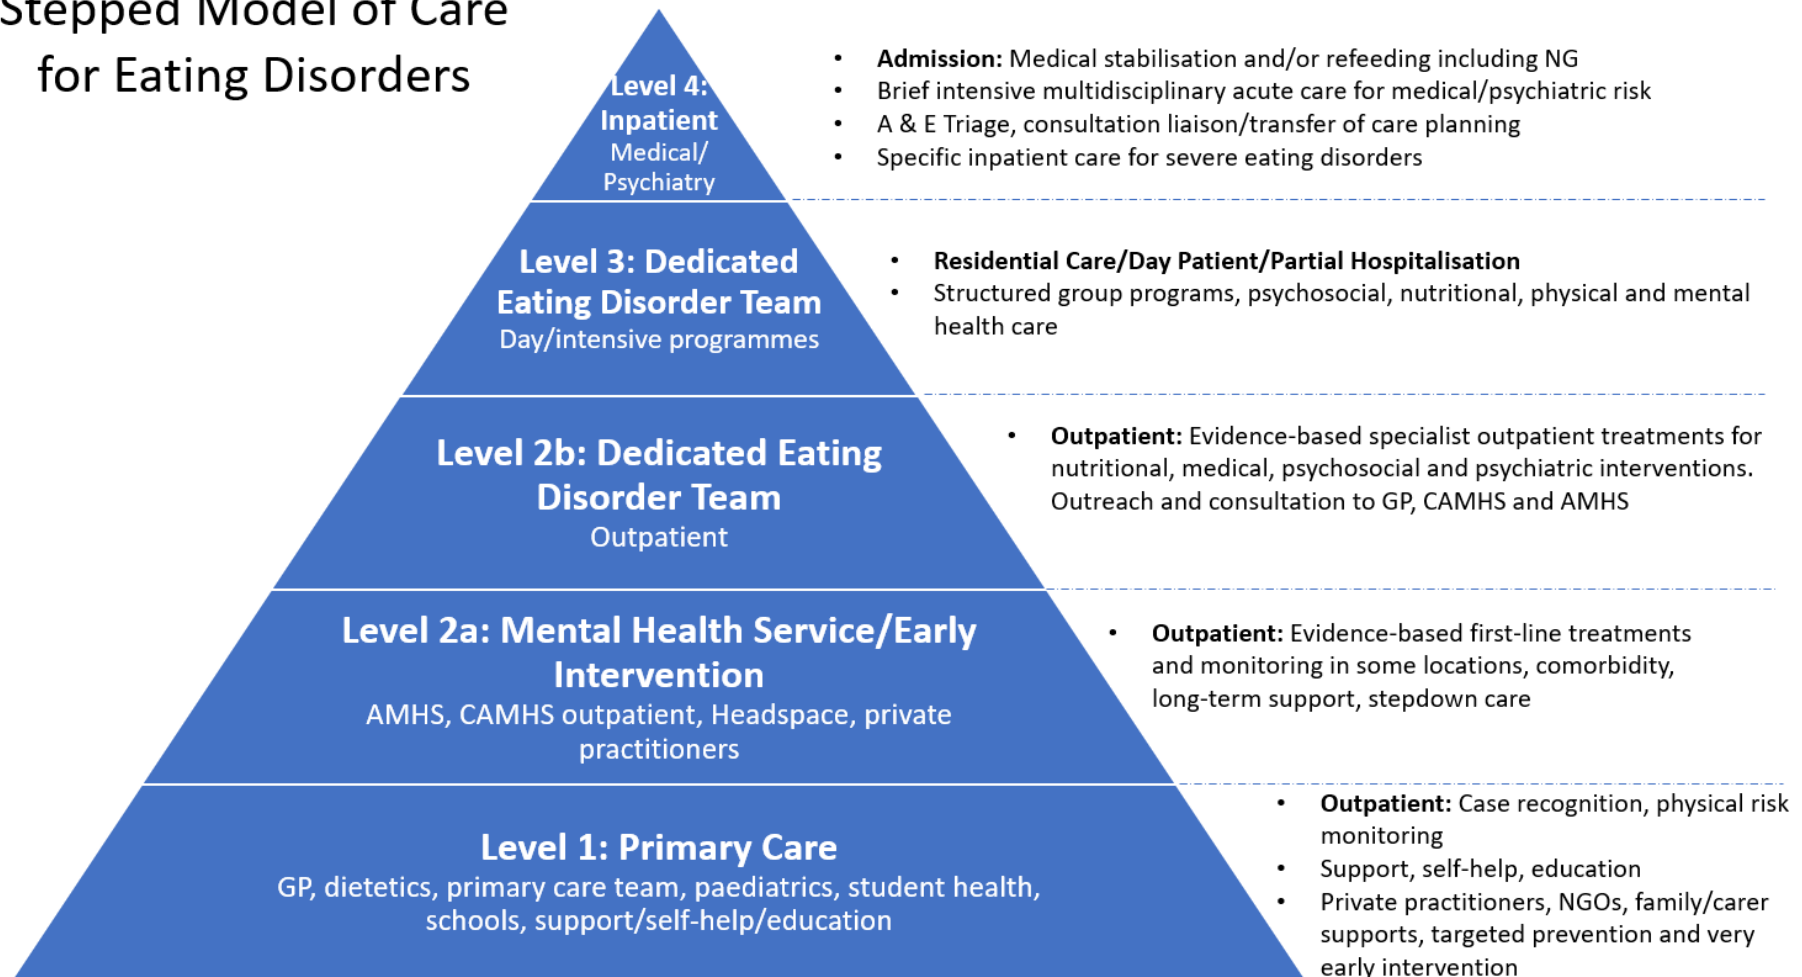 Stepped Model of Care
for Eating Disorders
Level 4:
Inpatient
Medical/
Psychiatry
• Admission: Medical stabilisation and/or refeeding including NG
• Brief intensive multidisciplinary acute care for medical/psychiatric risk
• A & E Triage, consultation liaison/transfer of care planning
• Specific inpatient care for severe eating disorders
Level 3: Dedicated
Eating Disorder Team
Day/intensive programmes
• Residential Care/Day Patient/Partial Hospitalisation
• Structured group programs, psychosocial, nutritional, physical and mental
health care
Level 2b: Dedicated Eating
Disorder Team
Outpatient
• Outpatient: Evidence-based specialist outpatient treatments for
nutritional, medical, psychosocial and psychiatric interventions.
Outreach and consultation to GP, CAMHS and AMHS
Level 2a: Mental Health Service/Early
Intervention
AMHS, CAMHS outpatient, Headspace, private
practitioners
• Outpatient: Evidence-based first-line treatments
and monitoring in some locations, comorbidity,
long-term support, stepdown care
Level 1: Primary Care
GP, dietetics, primary care team, paediatrics, student health,
schools, support/self-help/education
• Outpatient: Case recognition, physical risk
monitoring
• Support, self-help, education
• Private practitioners, NGOs, family/carer
supports, targeted prevention and very
early intervention